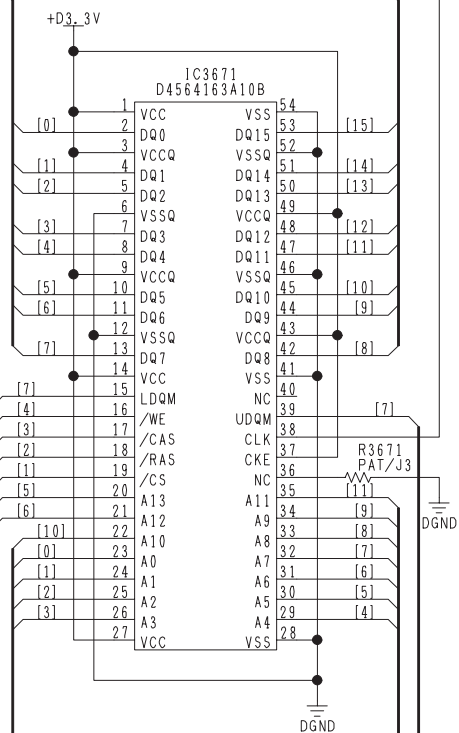 +D3.3V
IC3671
D4564163A10B
1 VCC VSS 54
[0] 2 DQ0 DQ15 53 [15]
3 VCCQ VSSQ 52
[1] 4 DQ1 DQ14 51 [14]
[2] 5 DQ2 DQ13 50 [13]
6 VSSQ VCCQ 49
[3] 7 DQ3 DQ12 48 [12]
[4] 8 DQ4 DQ11 47 [11]
9 VCCQ VSSQ 46
[5] 10 DQ5 DQ10 45 [10]
[6] 11 DQ6 DQ9 44 [9]
12 VSSQ VCCQ 43
[7] 13 DQ7 DQ8 42 [8]
14 VCC VSS 41
[7] 15 LDQM NC 40
[4] 16 /WE UDQM 39 [7]
[3] 17 /CAS CLK 38
[2] 18 /RAS CKE 37
R3671
PAT/J3
[1] 19 /CS NC 36
[5] 20 A13 A11 35 [11]
[6] 21 A12 A9 34 [9]
DGND
[10] 22 A10 A8 33 [8]
[0] 23 A0 A7 32 [7]
[1] 24 A1 A6 31 [6]
[2] 25 A2 A5 30 [5]
[3] 26 A3 A4 29 [4]
27 VCC VSS 28
DGND